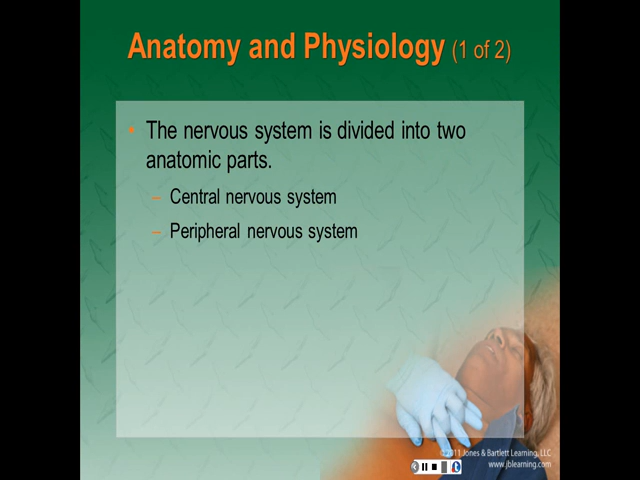 Anatomy and Physiology (1 of 2)
• The nervous system is divided into two
anatomic parts.
– Central nervous system
– Peripheral nervous system
©2011 Jones & Bartlett Learning, LLC
www.jblearning.com